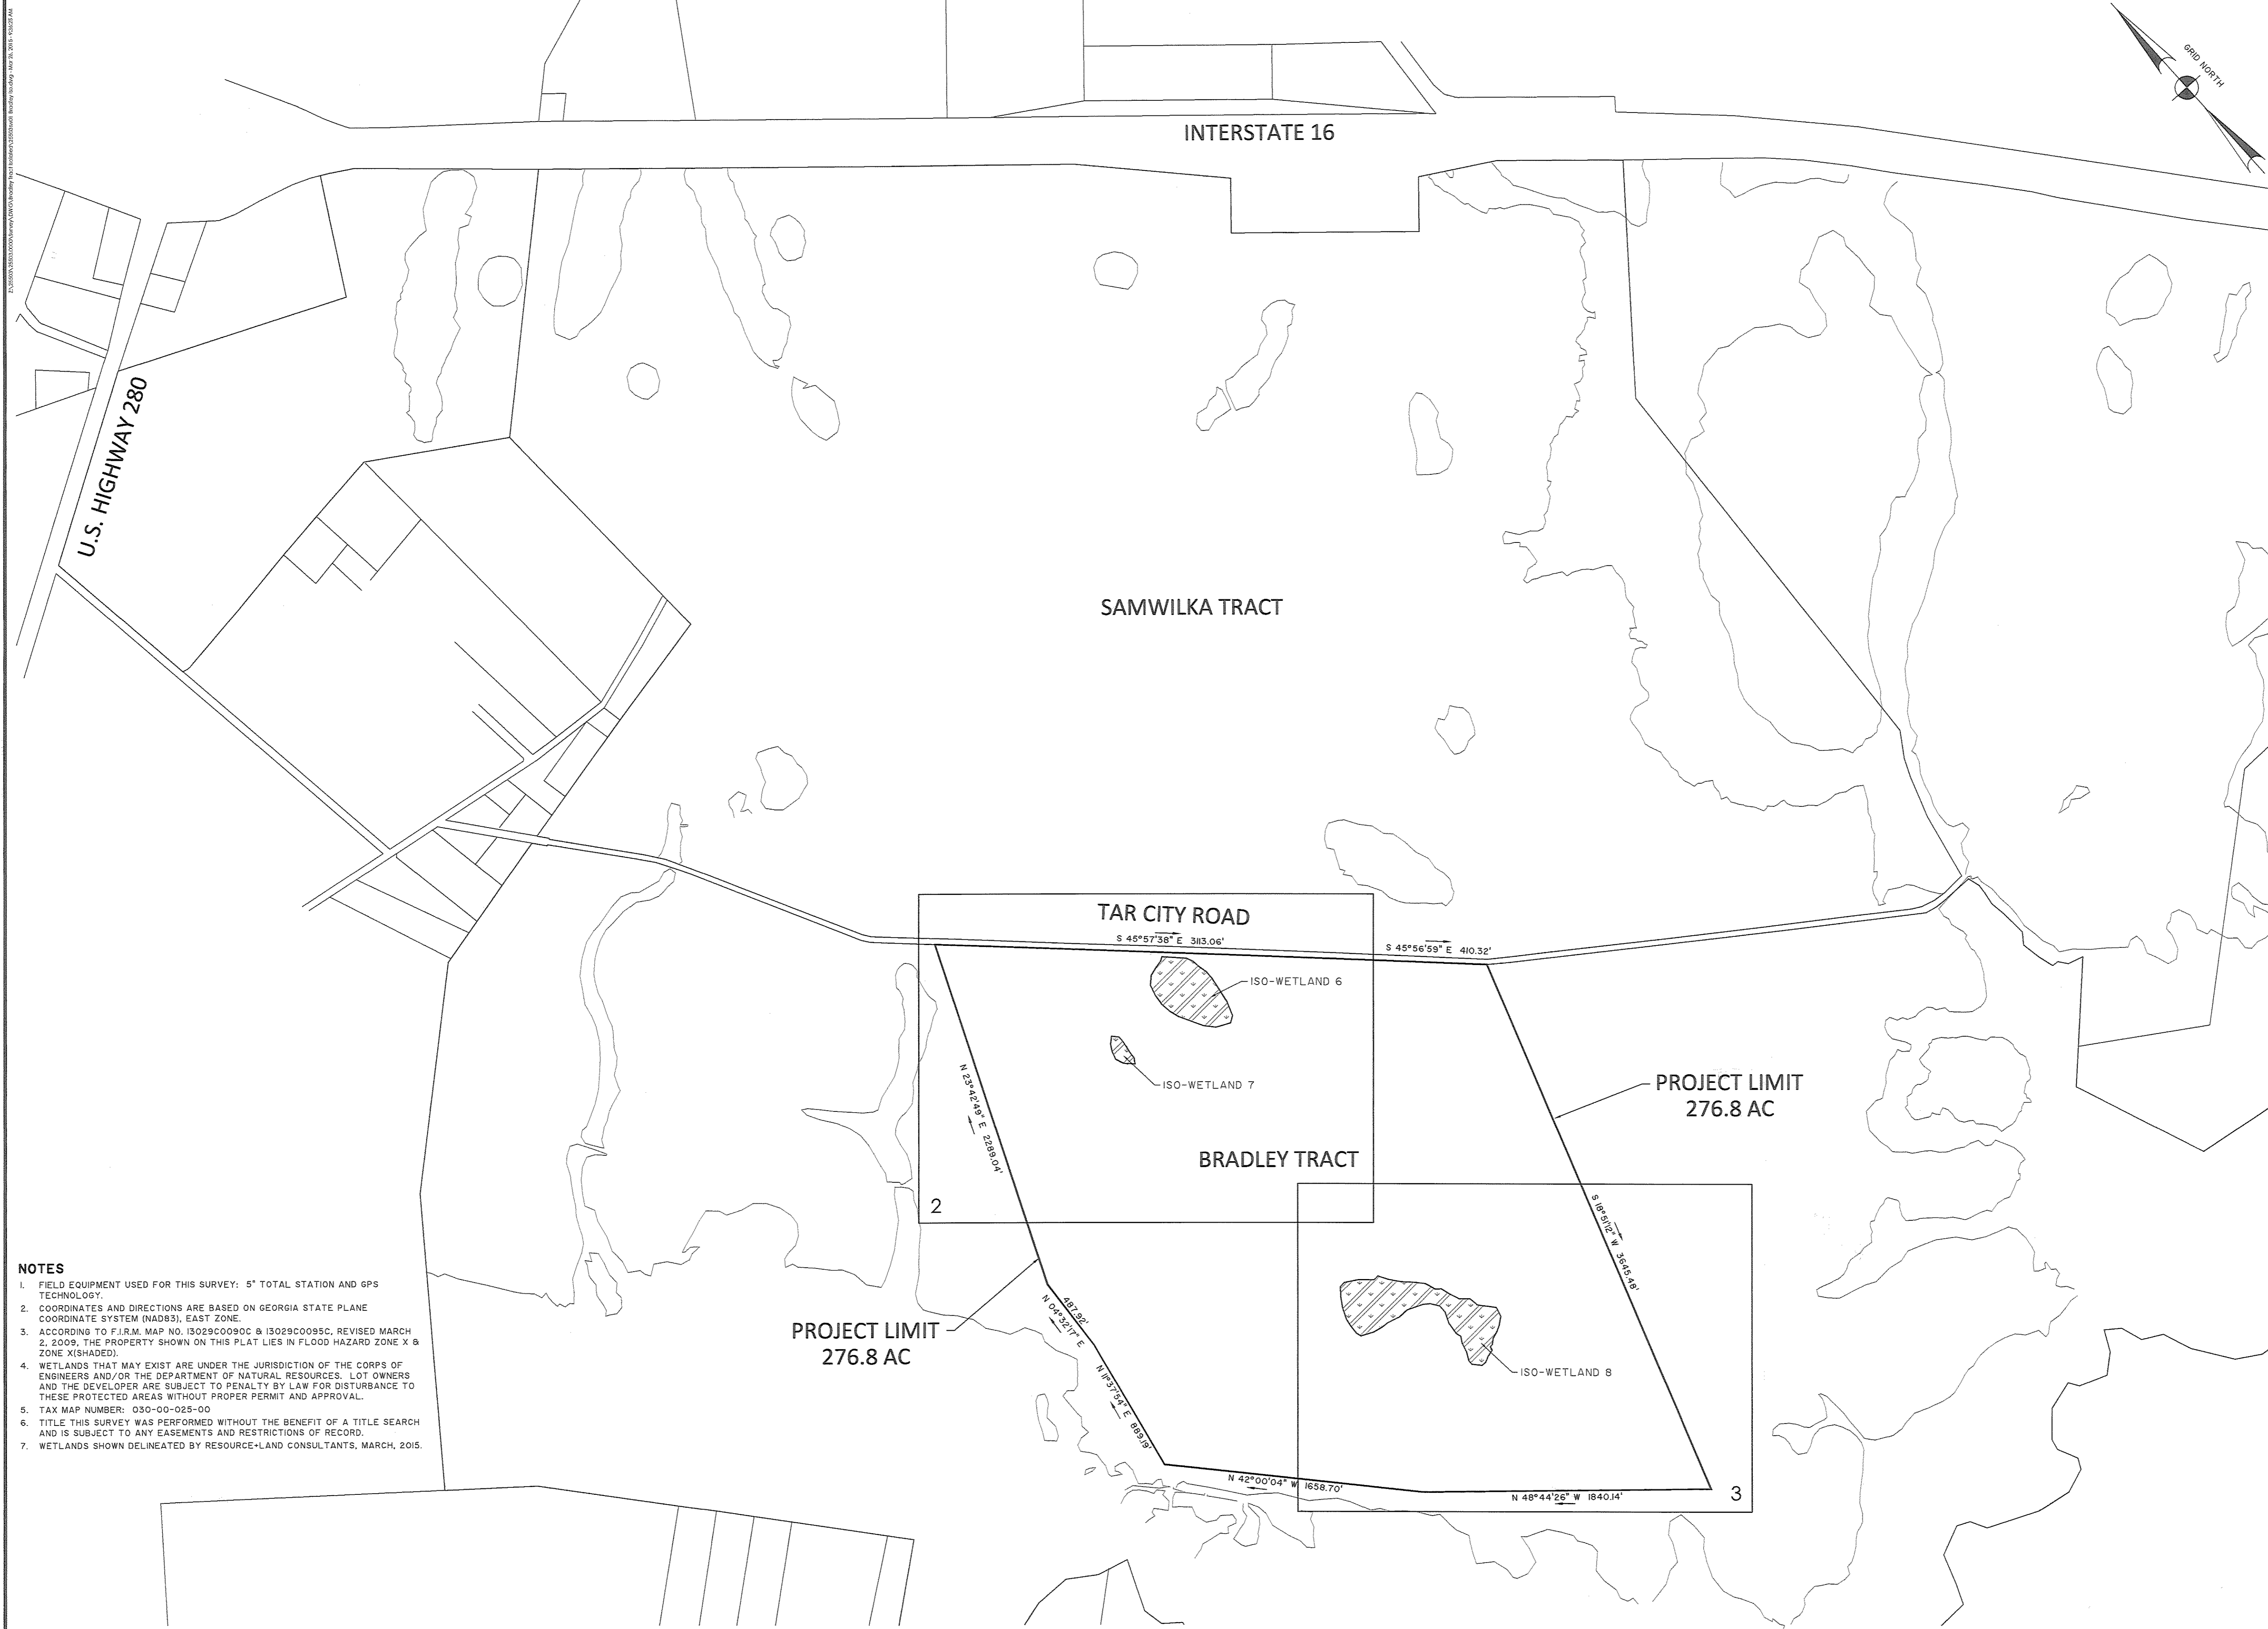 GRID NORTH
INTERSTATE 16
U.S. HIGHWAY 280
SAMWILKA TRACT
TAR CITY ROAD
S 45°57'38" E 3113.06'
S 45°56'59" E 410.32'
ISO-WETLAND 6
ISO-WETLAND 7
N 23°42'49" E 2289.04'
PROJECT LIMIT
276.8 AC
BRADLEY TRACT
2
S 18°51'12" W 3645.48'
487.92'
N 04°32'17" E
PROJECT LIMIT
276.8 AC
N 11°37'54" E 889.19'
ISO-WETLAND 8
N 42°00'04" W 1658.70'
N 48°44'26" W 1840.14'
3
NOTES
1. FIELD EQUIPMENT USED FOR THIS SURVEY: 5" TOTAL STATION AND GPS
TECHNOLOGY.
2. COORDINATES AND DIRECTIONS ARE BASED ON GEORGIA STATE PLANE
COORDINATE SYSTEM (NAD83), EAST ZONE.
3. ACCORDING TO F.I.R.M. MAP NO. 13029C0090C & 13029C0095C, REVISED MARCH
2, 2009, THE PROPERTY SHOWN ON THIS PLAT LIES IN FLOOD HAZARD ZONE X &
ZONE X(SHADED).
4. WETLANDS THAT MAY EXIST ARE UNDER THE JURISDICTION OF THE CORPS OF
ENGINEERS AND/OR THE DEPARTMENT OF NATURAL RESOURCES. LOT OWNERS
AND THE DEVELOPER ARE SUBJECT TO PENALTY BY LAW FOR DISTURBANCE TO
THESE PROTECTED AREAS WITHOUT PROPER PERMIT AND APPROVAL.
5. TAX MAP NUMBER: 030-00-025-00
6. TITLE THIS SURVEY WAS PERFORMED WITHOUT THE BENEFIT OF A TITLE SEARCH
AND IS SUBJECT TO ANY EASEMENTS AND RESTRICTIONS OF RECORD.
7. WETLANDS SHOWN DELINEATED BY RESOURCE+LAND CONSULTANTS, MARCH, 2015.